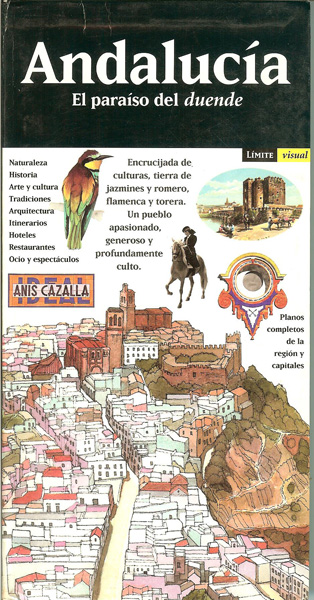 Andalucía
El paraíso del duende
LÍMITE visual
Naturaleza
Historia
Arte y cultura
Tradiciones
Arquitectura
Itinerarios
Hoteles
Restaurantes
Ocio y espectáculos
Encrucijada de
culturas, tierra de
jazmines y romero,
flamenca y torera.
Un pueblo
apasionado,
generoso y
profundamente
culto.
IDEAL
ANIS CAZALLA
Planos
completos
de la
región y
capitales